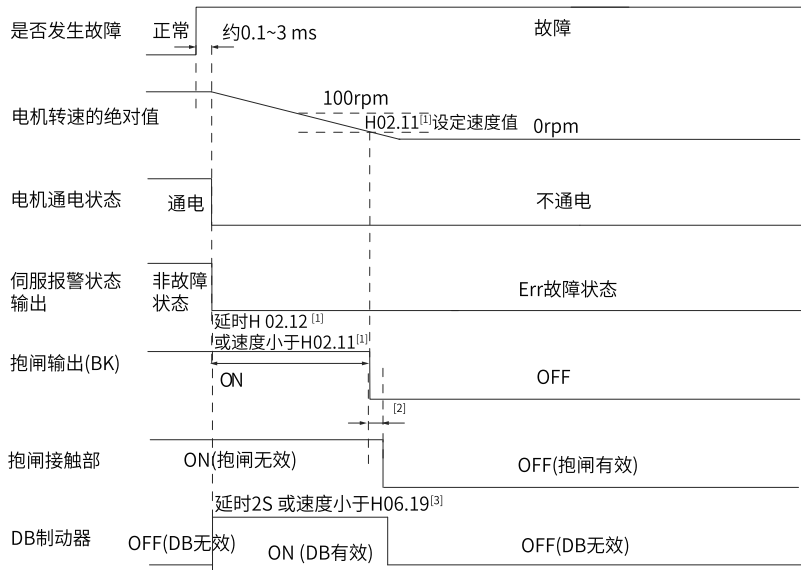 是否发生故障 正常 约0.1~3 ms 故障
100rpm
电机转速的绝对值 H02.11[1]设定速度值 0rpm
电机通电状态 通电 不通电
伺服报警状态 非故障 Err故障状态
输出 状态
延时H 02.12 [1]
或速度小于H02.11[1]
抱闸输出(BK) ON OFF
[2]
抱闸接触部 ON(抱闸无效) OFF(抱闸有效)
延时2S 或速度小于H06.19[3]
DB制动器 OFF(DB无效) ON (DB有效) OFF(DB无效)